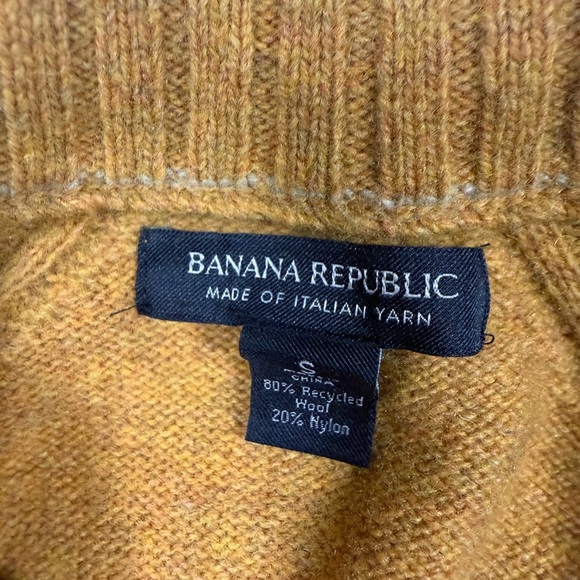 BANANA REPUBLIC
MADE OF ITALIAN YARN
S
CHINA
80% Recycled
Wool
20% Nylon